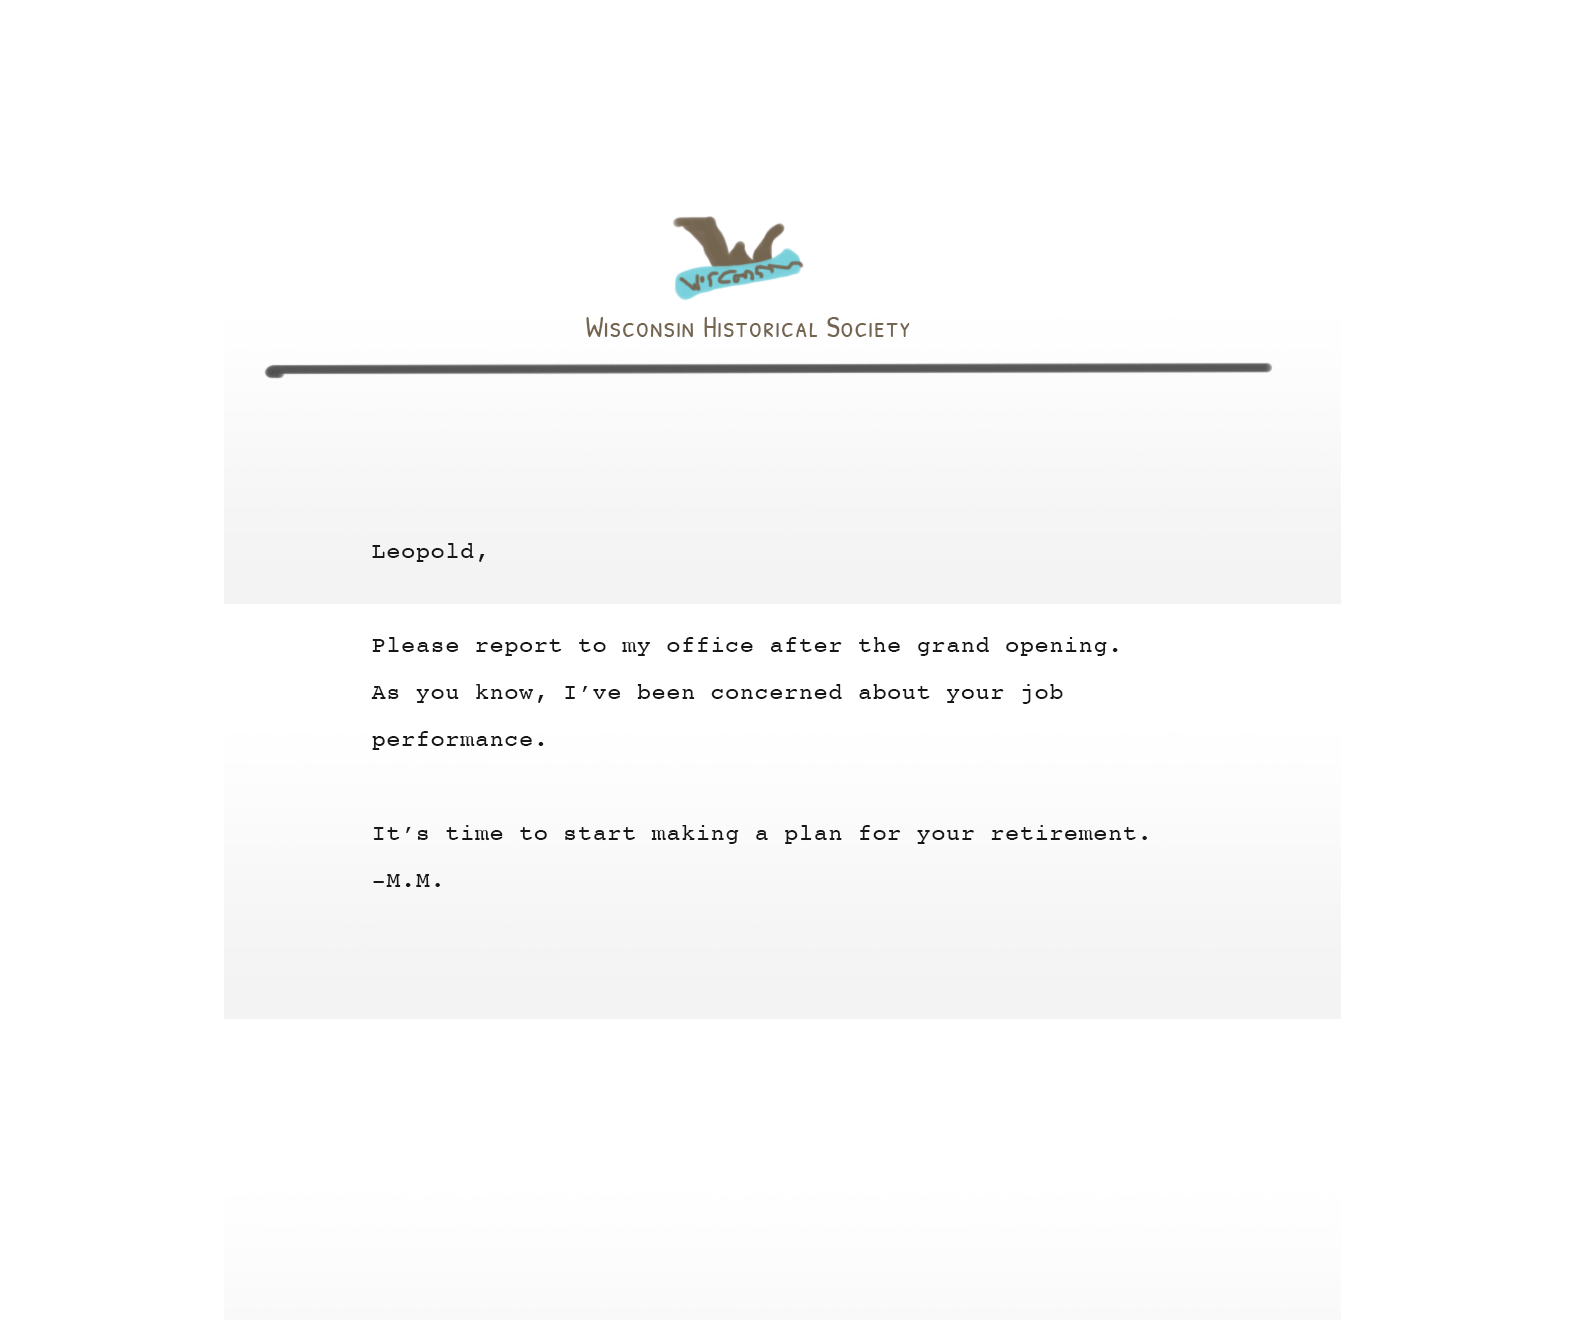 Wisconsin
Wisconsin Historical Society
Leopold,
Please report to my office after the grand opening.
As you know, I’ve been concerned about your job
performance.
It’s time to start making a plan for your retirement.
-M.M.